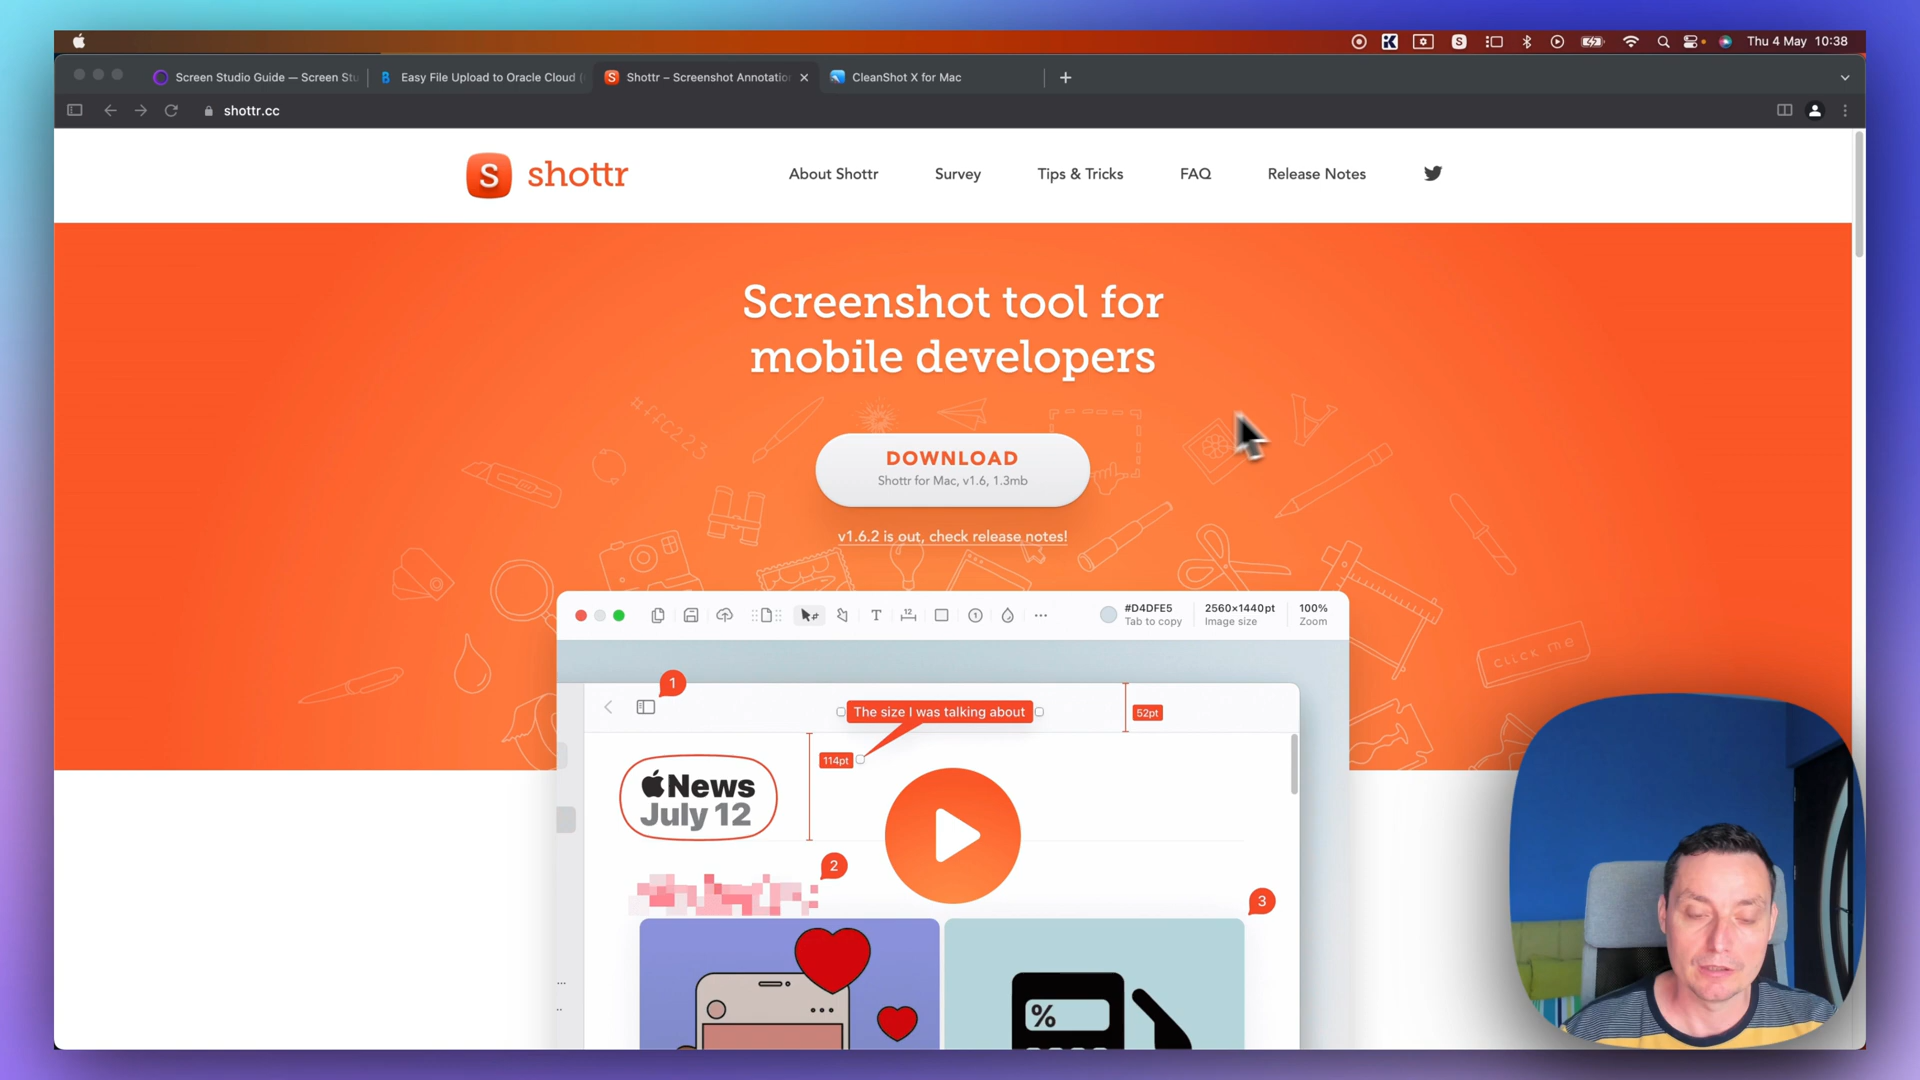 Thu 4 May 10:38
Screen Studio Guide — Screen Stu
Easy File Upload to Oracle Cloud (
Shottr – Screenshot Annotation
CleanShot X for Mac
shottr.cc
S shottr
About Shottr
Survey
Tips & Tricks
FAQ
Release Notes
Screenshot tool for
mobile developers
#ffc223
DOWNLOAD
Shottr for Mac, v1.6, 1.3mb
v1.6.2 is out, check release notes!
CLICK ME
#D4DFE5
Tab to copy
2560×1440pt
Image size
100%
Zoom
1
The size I was talking about
52pt
114pt
News
July 12
2
3
%